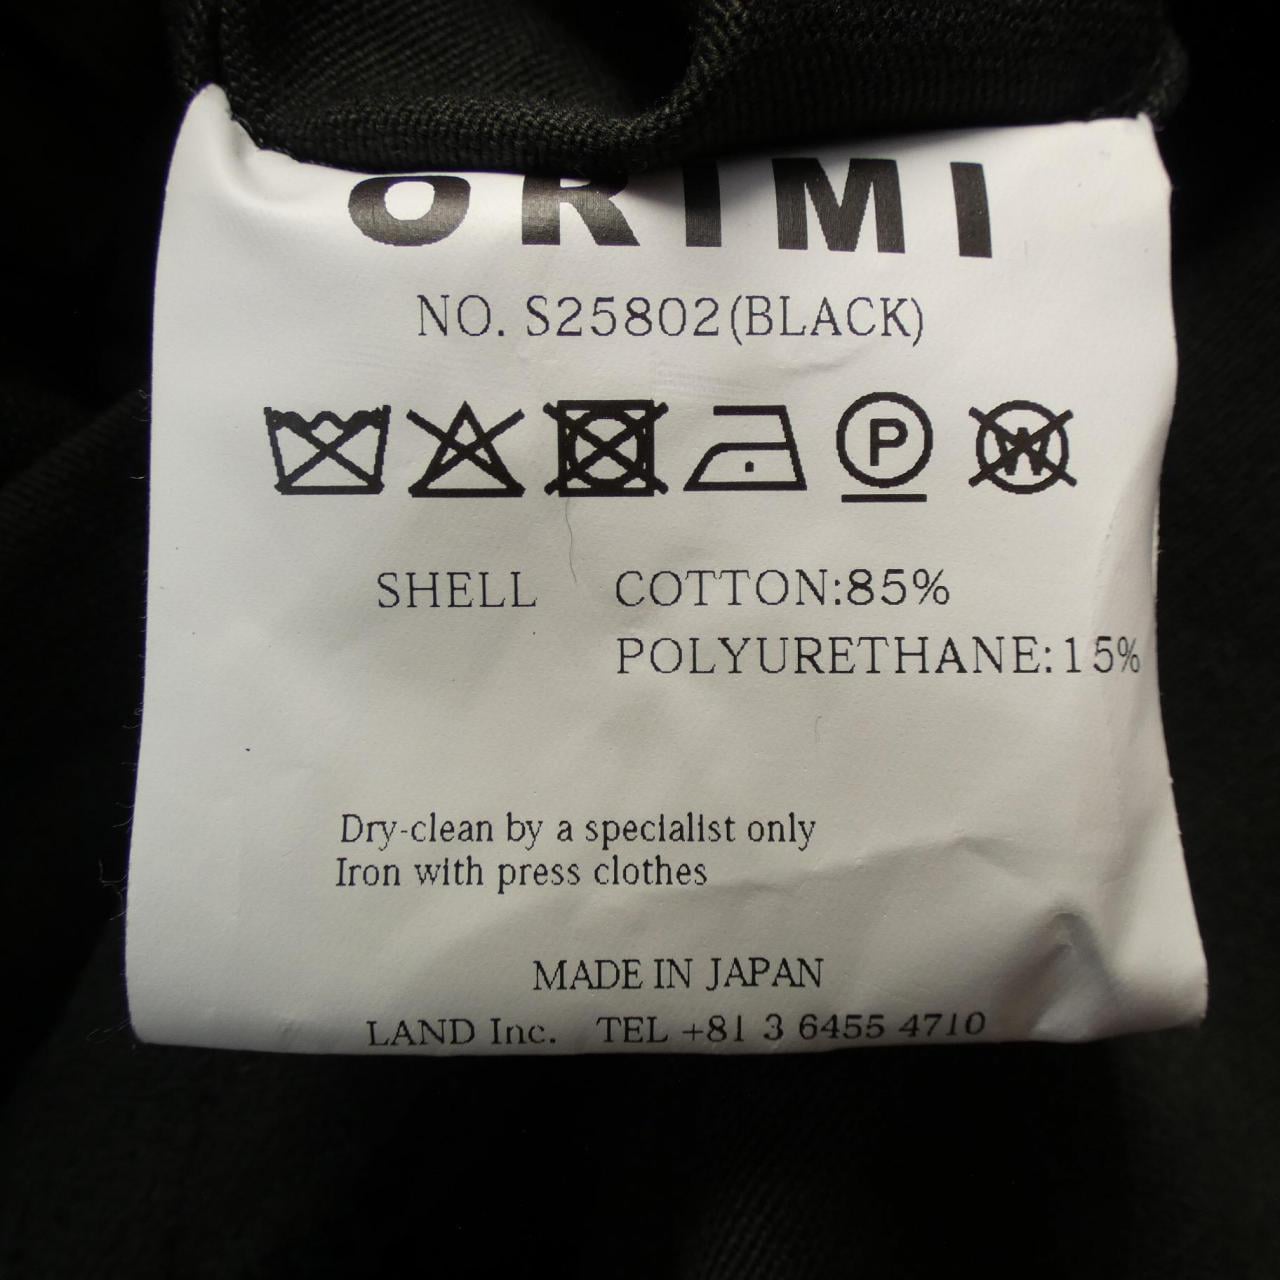 ORIMI
NO. S25802(BLACK)
P W
SHELL COTTON:85%
POLYURETHANE:15%
Dry-clean by a specialist only
Iron with press clothes
MADE IN JAPAN
LAND Inc. TEL +81 3 6455 4710